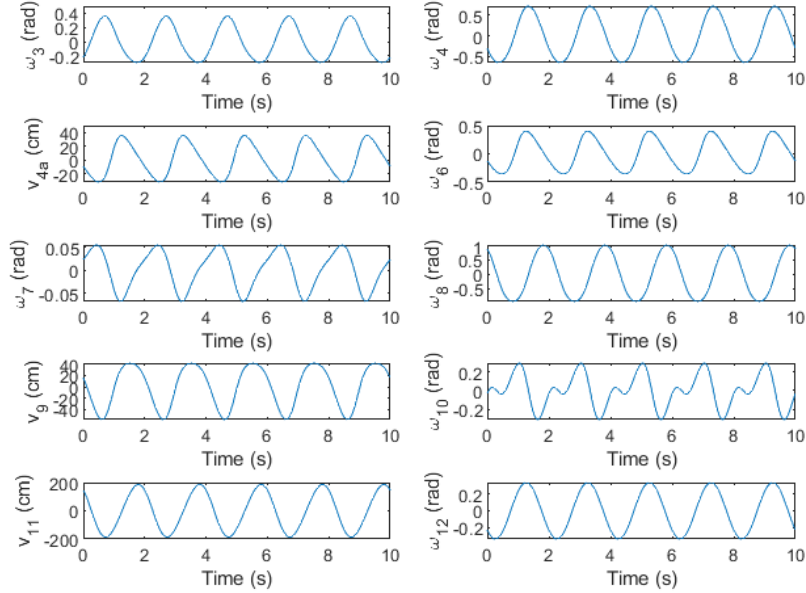 ω3 (rad)
0.4
0.2
0
-0.2
0 2 4 6 8 10
Time (s)
ω4 (rad)
0.5
0
-0.5
0 2 4 6 8 10
Time (s)
v4a (cm)
40
20
0
-20
0 2 4 6 8 10
Time (s)
ω6 (rad)
0.5
0
-0.5
0 2 4 6 8 10
Time (s)
ω7 (rad)
0.05
0
-0.05
0 2 4 6 8 10
Time (s)
ω8 (rad)
1
0.5
0
-0.5
0 2 4 6 8 10
Time (s)
v9 (cm)
40
20
0
-20
-40
0 2 4 6 8 10
Time (s)
ω10 (rad)
0.2
0
-0.2
0 2 4 6 8 10
Time (s)
v11 (cm)
200
0
-200
0 2 4 6 8 10
Time (s)
ω12 (rad)
0.2
0
-0.2
0 2 4 6 8 10
Time (s)